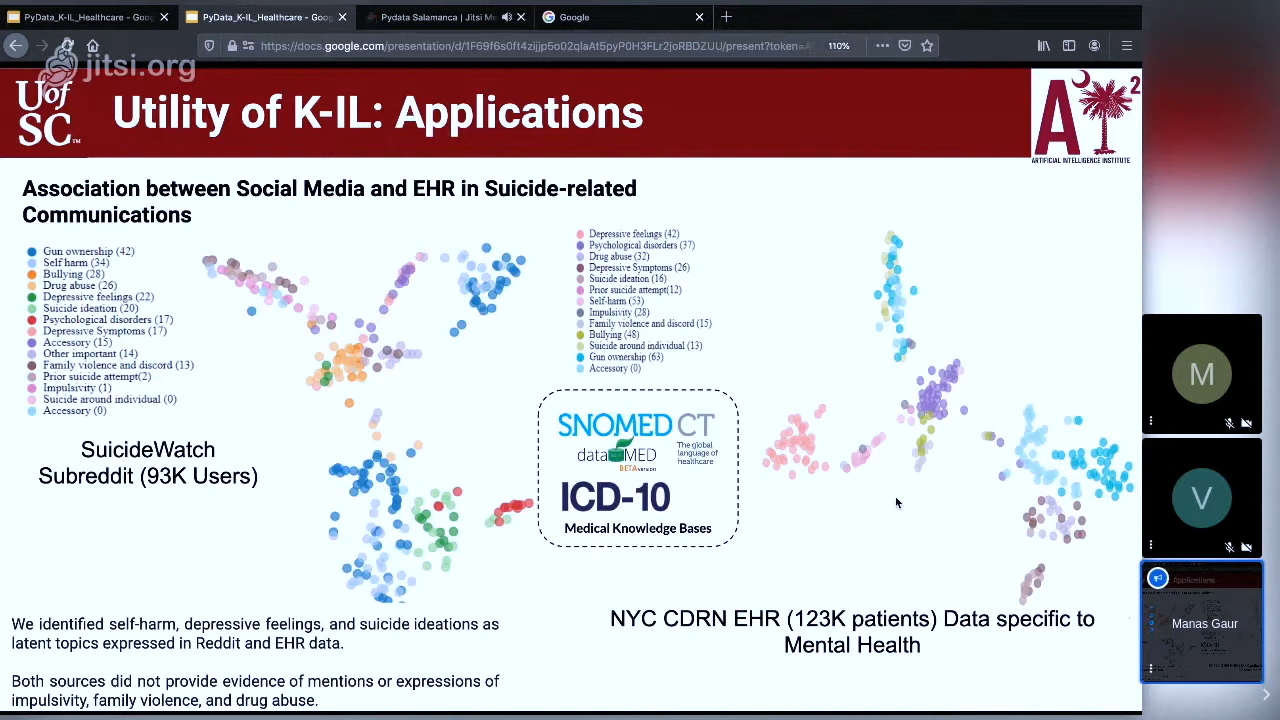 PyData_K-IL_Healthcare - Goog
PyData_K-IL_Healthcare - Goog
Pydata Salamanca | Jitsi Me
Google
https://docs.google.com/presentation/d/1F69f6s0ft4zijjp5o02qlaAt5pyP0H3FLr2joRBDZUU/present?token=A
110%
jitsi.org
UofSC
Utility of K-IL: Applications
AI2
ARTIFICIAL INTELLIGENCE INSTITUTE
Association between Social Media and EHR in Suicide-related
Communications
Gun ownership (42)
Self harm (34)
Bullying (28)
Drug abuse (26)
Depressive feelings (22)
Suicide ideation (20)
Psychological disorders (17)
Depressive Symptoms (17)
Accessory (15)
Other important (14)
Family violence and discord (13)
Prior suicide attempt(2)
Impulsivity (1)
Suicide around individual (0)
Accessory (0)
Depressive feelings (42)
Psychological disorders (37)
Drug abuse (32)
Depressive Symptoms (26)
Suicide ideation (16)
Prior suicide attempt(12)
Self-harm (53)
Impulsivity (28)
Family violence and discord (15)
Bullying (48)
Suicide around individual (13)
Gun ownership (63)
Accessory (0)
SuicideWatch
Subreddit (93K Users)
SNOMED CT
The global
language of
healthcare
dataMED
BETA version
ICD-10
Medical Knowledge Bases
NYC CDRN EHR (123K patients) Data specific to
Mental Health
We identified self-harm, depressive feelings, and suicide ideations as
latent topics expressed in Reddit and EHR data.
Both sources did not provide evidence of mentions or expressions of
impulsivity, family violence, and drug abuse.
M
V
Applications
Manas Gaur